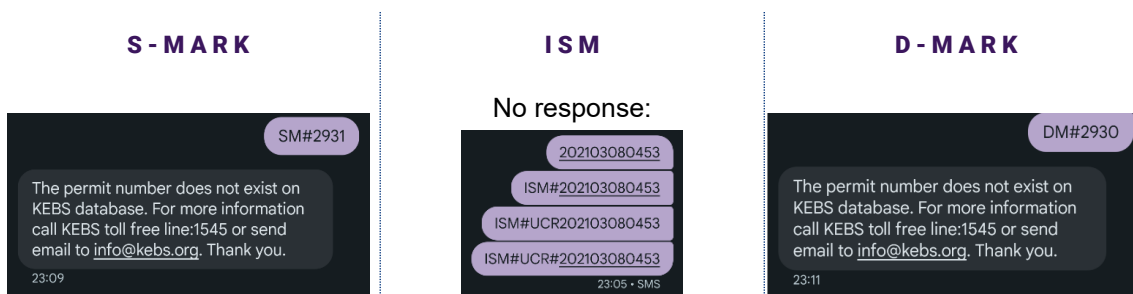 S-MARK
SM#2931
The permit number does not exist on
KEBS database. For more information
call KEBS toll free line:1545 or send
email to info@kebs.org. Thank you.
23:09
ISM
No response:
202103080453
ISM#202103080453
ISM#UCR202103080453
ISM#UCR#202103080453
23:05 • SMS
D-MARK
DM#2930
The permit number does not exist on
KEBS database. For more information
call KEBS toll free line:1545 or send
email to info@kebs.org. Thank you.
23:11